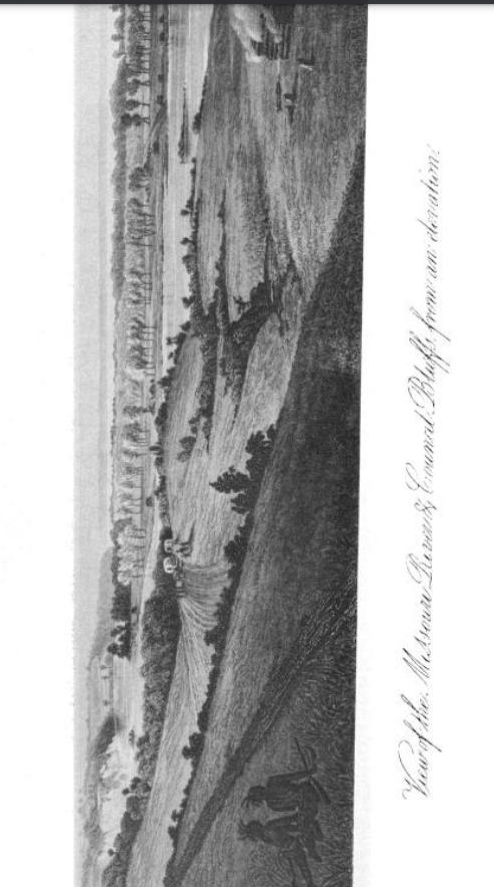 View of the Missouri River & Council Bluffs, from an elevation.